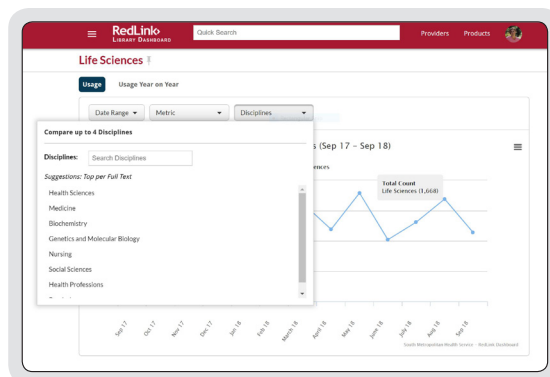 RedLink
LIBRARY DASHBOARD
Quick Search
Providers
Products
Life Sciences
Usage
Usage Year on Year
Date Range
Metric
Disciplines
Compare up to 4 Disciplines
Disciplines:
Search Disciplines
Suggestions: Top per Full Text
Health Sciences
Medicine
Biochemistry
Genetics and Molecular Biology
Nursing
Social Sciences
Health Professions
(Sep 17 – Sep 18)
Total Count
Life Sciences (1,668)
Sep 17
Oct 17
Nov 17
Dec 17
Jan 18
Feb 18
March 18
April 18
May 18
June 18
July 18
Aug 18
Sep 18
South Metropolitan Health Service - RedLink Dashboard